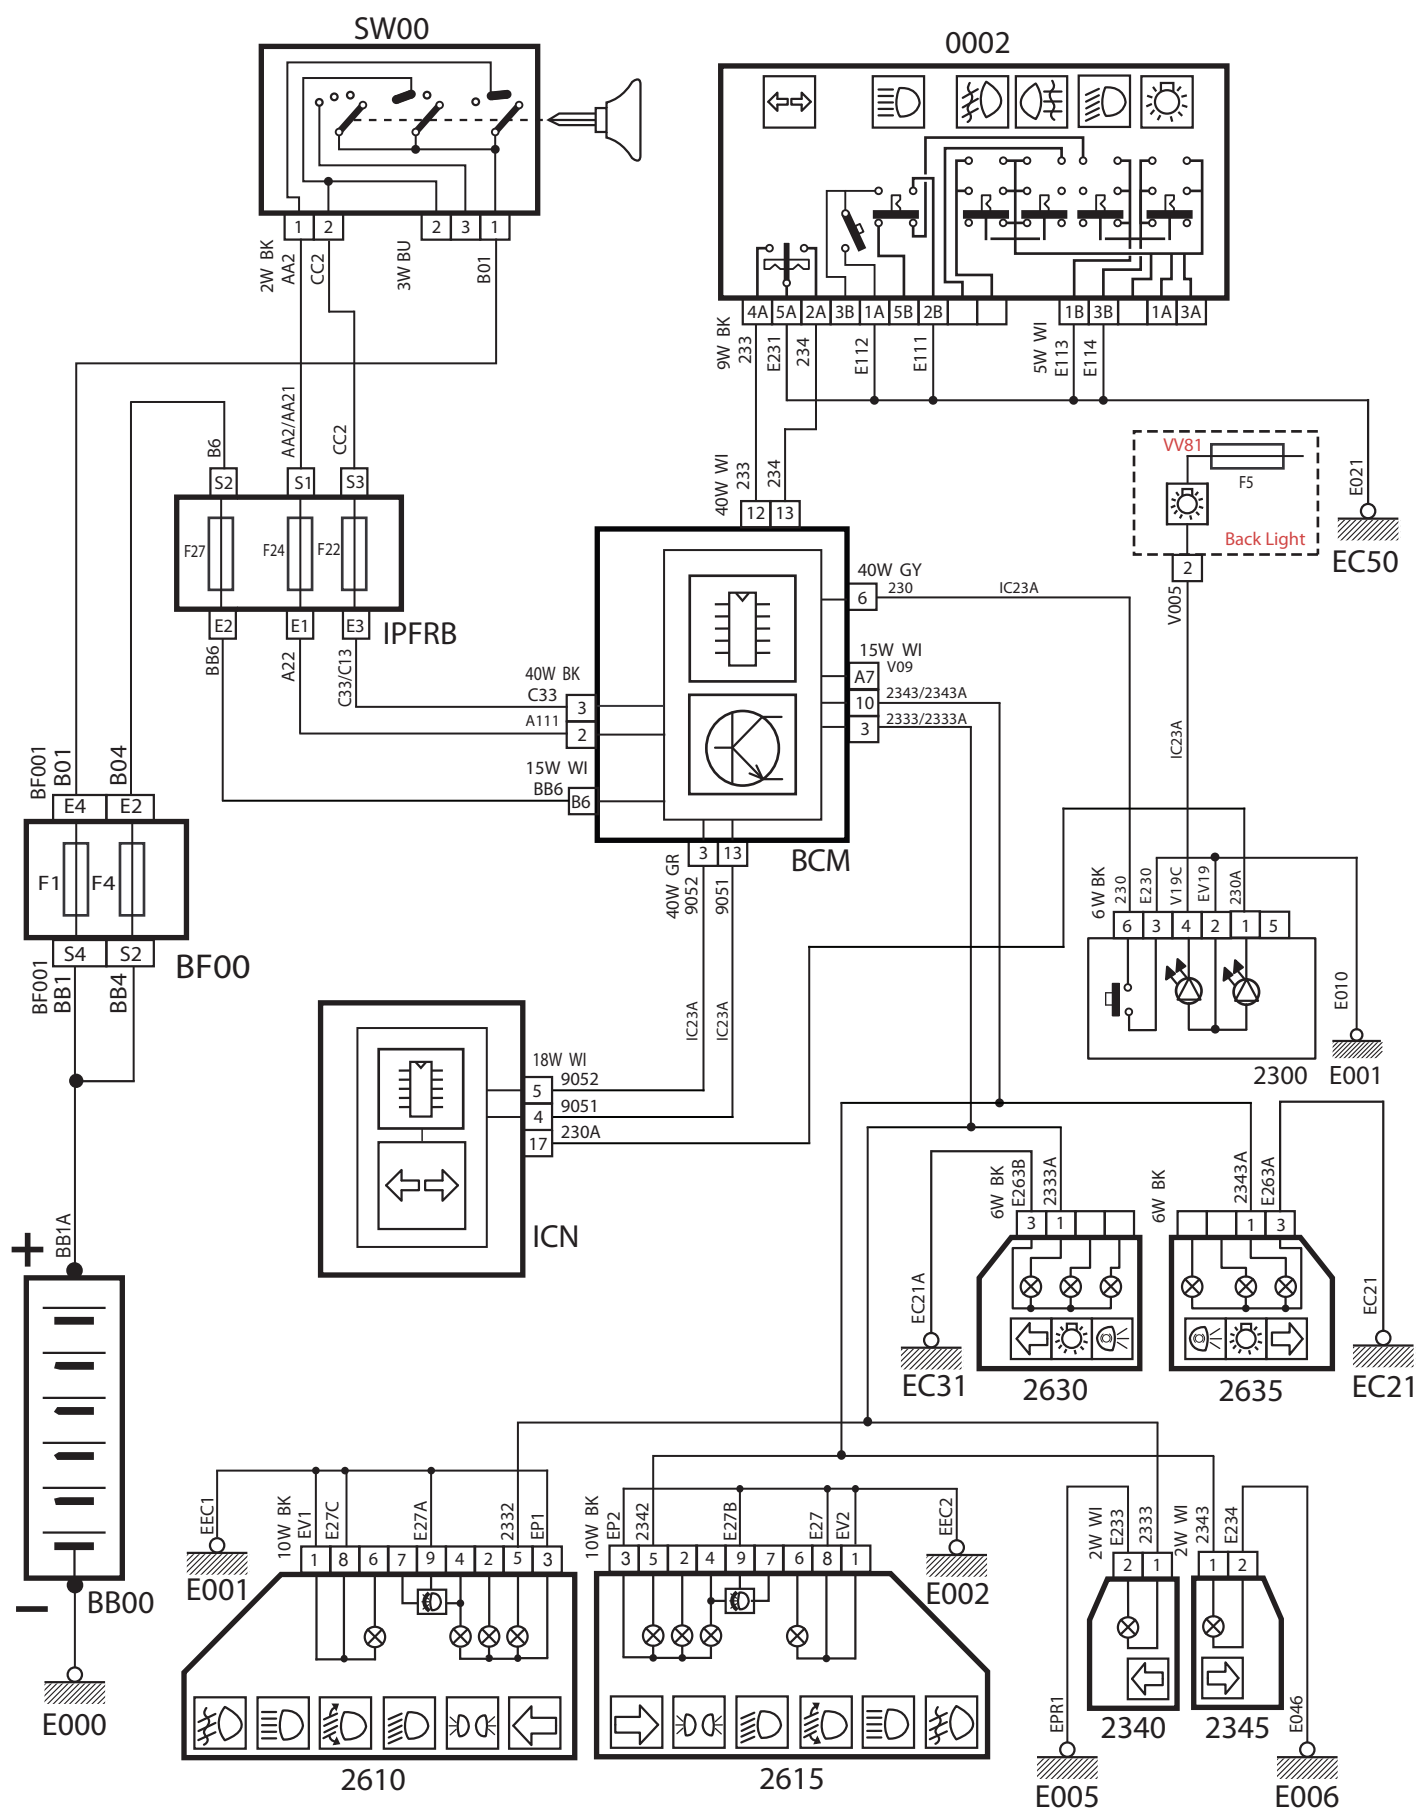 SW00
0002
1 2 2 3 1
2W BK
AA2
CC2
3W BU
B01
4A 5A 2A 3B 1A 5B 2B 1B 3B 1A 3A
9W BK
233
E231
234
E112
E111
5W WI
E113
E114
AA2/AA21
B6
CC2
S2 S1 S3
F27 F24 F22
E2 E1 E3
IPFRB
BB6
A22
C33/C13
40W WI
233
234
12 13
VV81
F5
Back Light
2
V005
E021
EC50
40W GY
6 230 IC23A
15W WI
A7 V09
10 2343/2343A
3 2333/2333A
40W BK
C33 3
A111 2
15W WI
BB6 B6
BCM
3 13
40W GR
9052
9051
IC23A
IC23A
IC23A
BF001
B01
B04
E4 E2
F1 F4
S4 S2
BF00
BF001
BB1
BB4
6W BK
230
E230
V19C
EV19
230A
6 3 4 2 1 5
E010
2300
E001
18W WI
5 9052
4 9051
17 230A
ICN
BB1A
+
−
BB00
E000
6W BK
E263B
2333A
3 1
EC21A
EC31
2630
6W BK
2343A
E263A
1 3
EC21
2635
EC21
EEC1
E001
10W BK
EV1
E27C
E27A
2332
EP1
1 8 6 7 9 4 2 5 3
2610
10W BK
EP2
2342
E27B
E27
EV2
3 5 2 4 9 7 6 8 1
EEC2
E002
2615
2W WI
E233
2333
2 1
EPR1
2340
E005
2W WI
2343
E234
1 2
E046
2345
E006